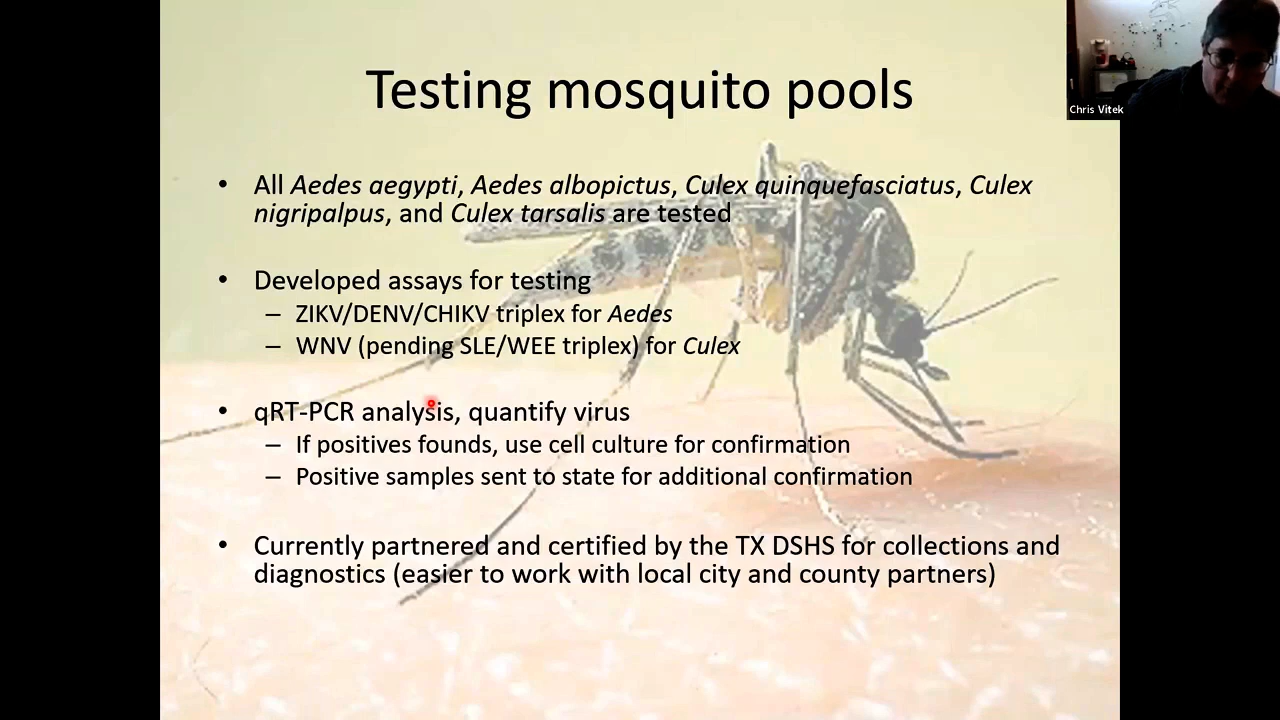 Testing mosquito pools
Chris Vitek
• All Aedes aegypti, Aedes albopictus, Culex quinquefasciatus, Culex
nigripalpus, and Culex tarsalis are tested
• Developed assays for testing
– ZIKV/DENV/CHIKV triplex for Aedes
– WNV (pending SLE/WEE triplex) for Culex
• qRT-PCR analysis, quantify virus
– If positives founds, use cell culture for confirmation
– Positive samples sent to state for additional confirmation
• Currently partnered and certified by the TX DSHS for collections and
diagnostics (easier to work with local city and county partners)